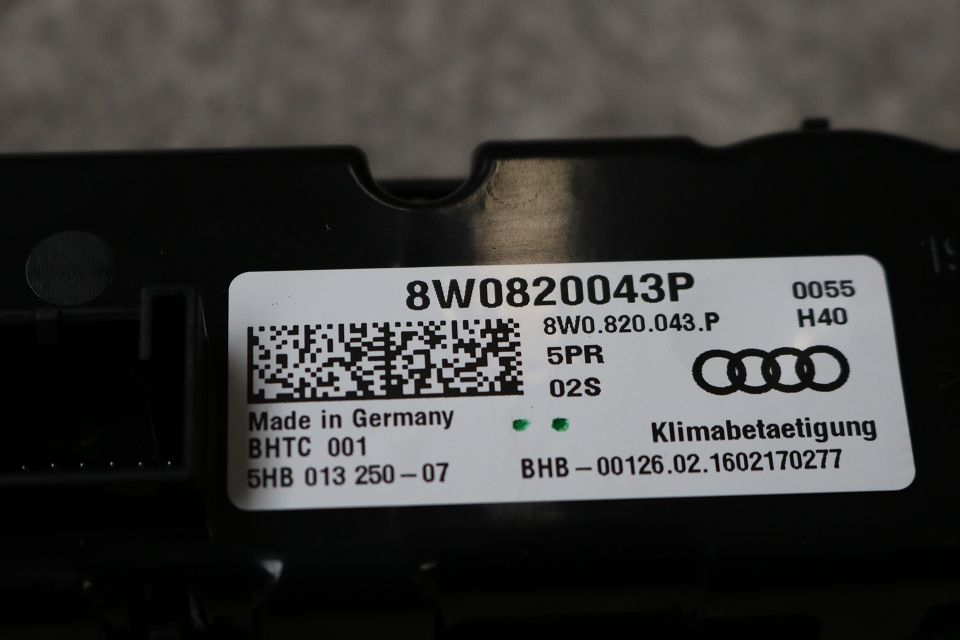 8W0820043P
0055
8W0.820.043.P
H40
5PR
02S
Made in Germany
BHTC 001
Klimabetaetigung
5HB 013 250-07
BHB-00126.02.1602170277